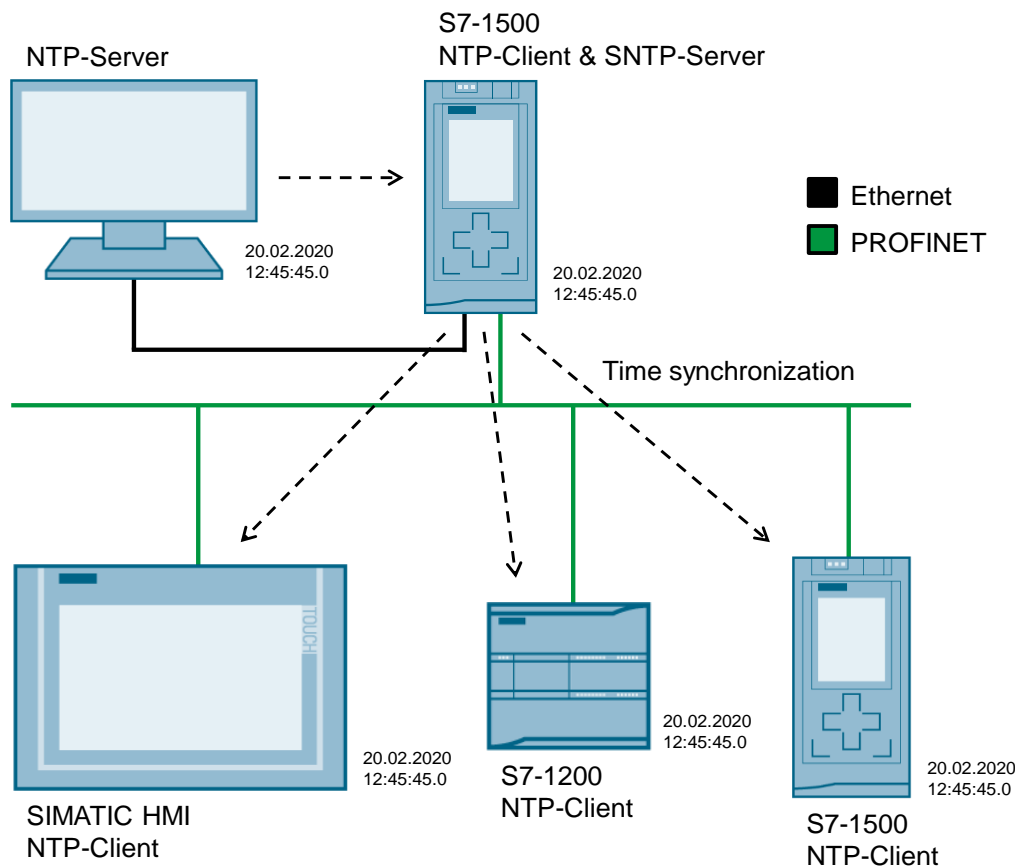 NTP-Server
S7-1500
NTP-Client & SNTP-Server
Ethernet
PROFINET
20.02.2020
12:45:45.0
20.02.2020
12:45:45.0
Time synchronization
TOUCH
20.02.2020
12:45:45.0
SIMATIC HMI
NTP-Client
20.02.2020
12:45:45.0
S7-1200
NTP-Client
20.02.2020
12:45:45.0
S7-1500
NTP-Client